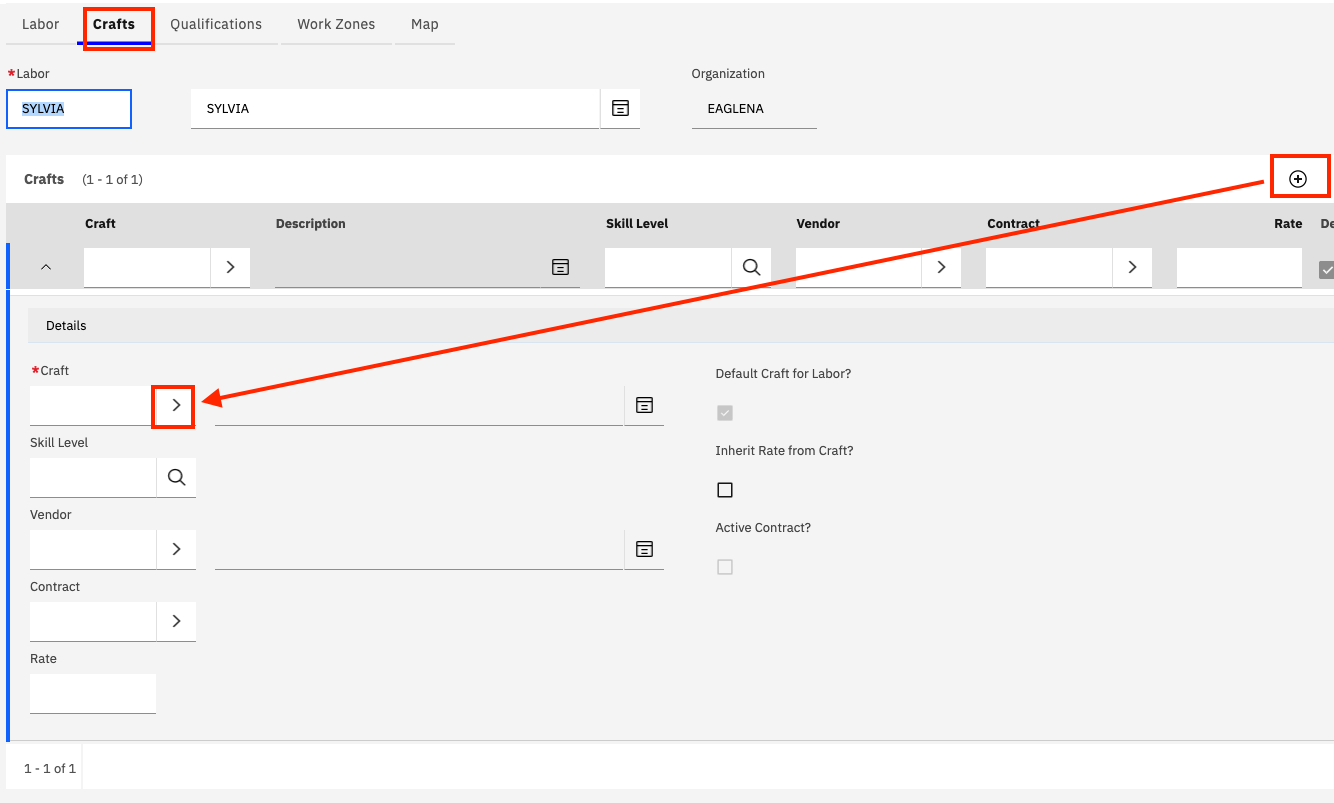 Labor Crafts Qualifications Work Zones Map
*Labor Organization
SYLVIA SYLVIA EAGLENA
Crafts (1 - 1 of 1)
Craft Description Skill Level Vendor Contract Rate De
Details
*Craft Default Craft for Labor?
Skill Level Inherit Rate from Craft?
Vendor Active Contract?
Contract
Rate
1 - 1 of 1